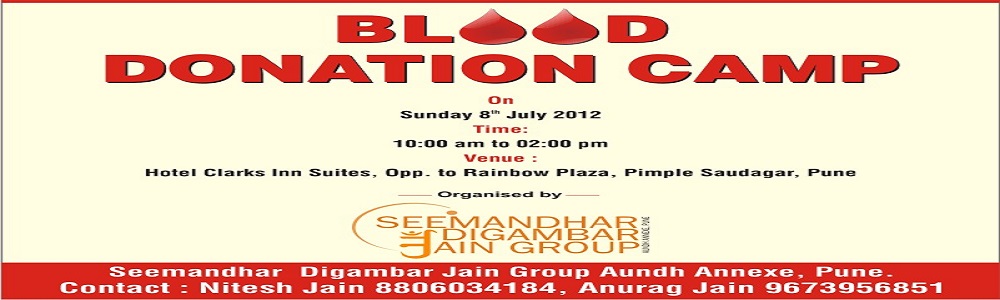 BLOOD
DONATION CAMP
On
Sunday 8th July 2012
Time:
10:00 am to 02:00 pm
Venue :
Hotel Clarks Inn Suites, Opp. to Rainbow Plaza, Pimple Saudagar, Pune
Organised by
SEEMANDHAR
DIGAMBAR
JAIN GROUP
Seemandhar Digambar Jain Group Aundh Annexe, Pune.
Contact : Nitesh Jain 8806034184, Anurag Jain 9673956851